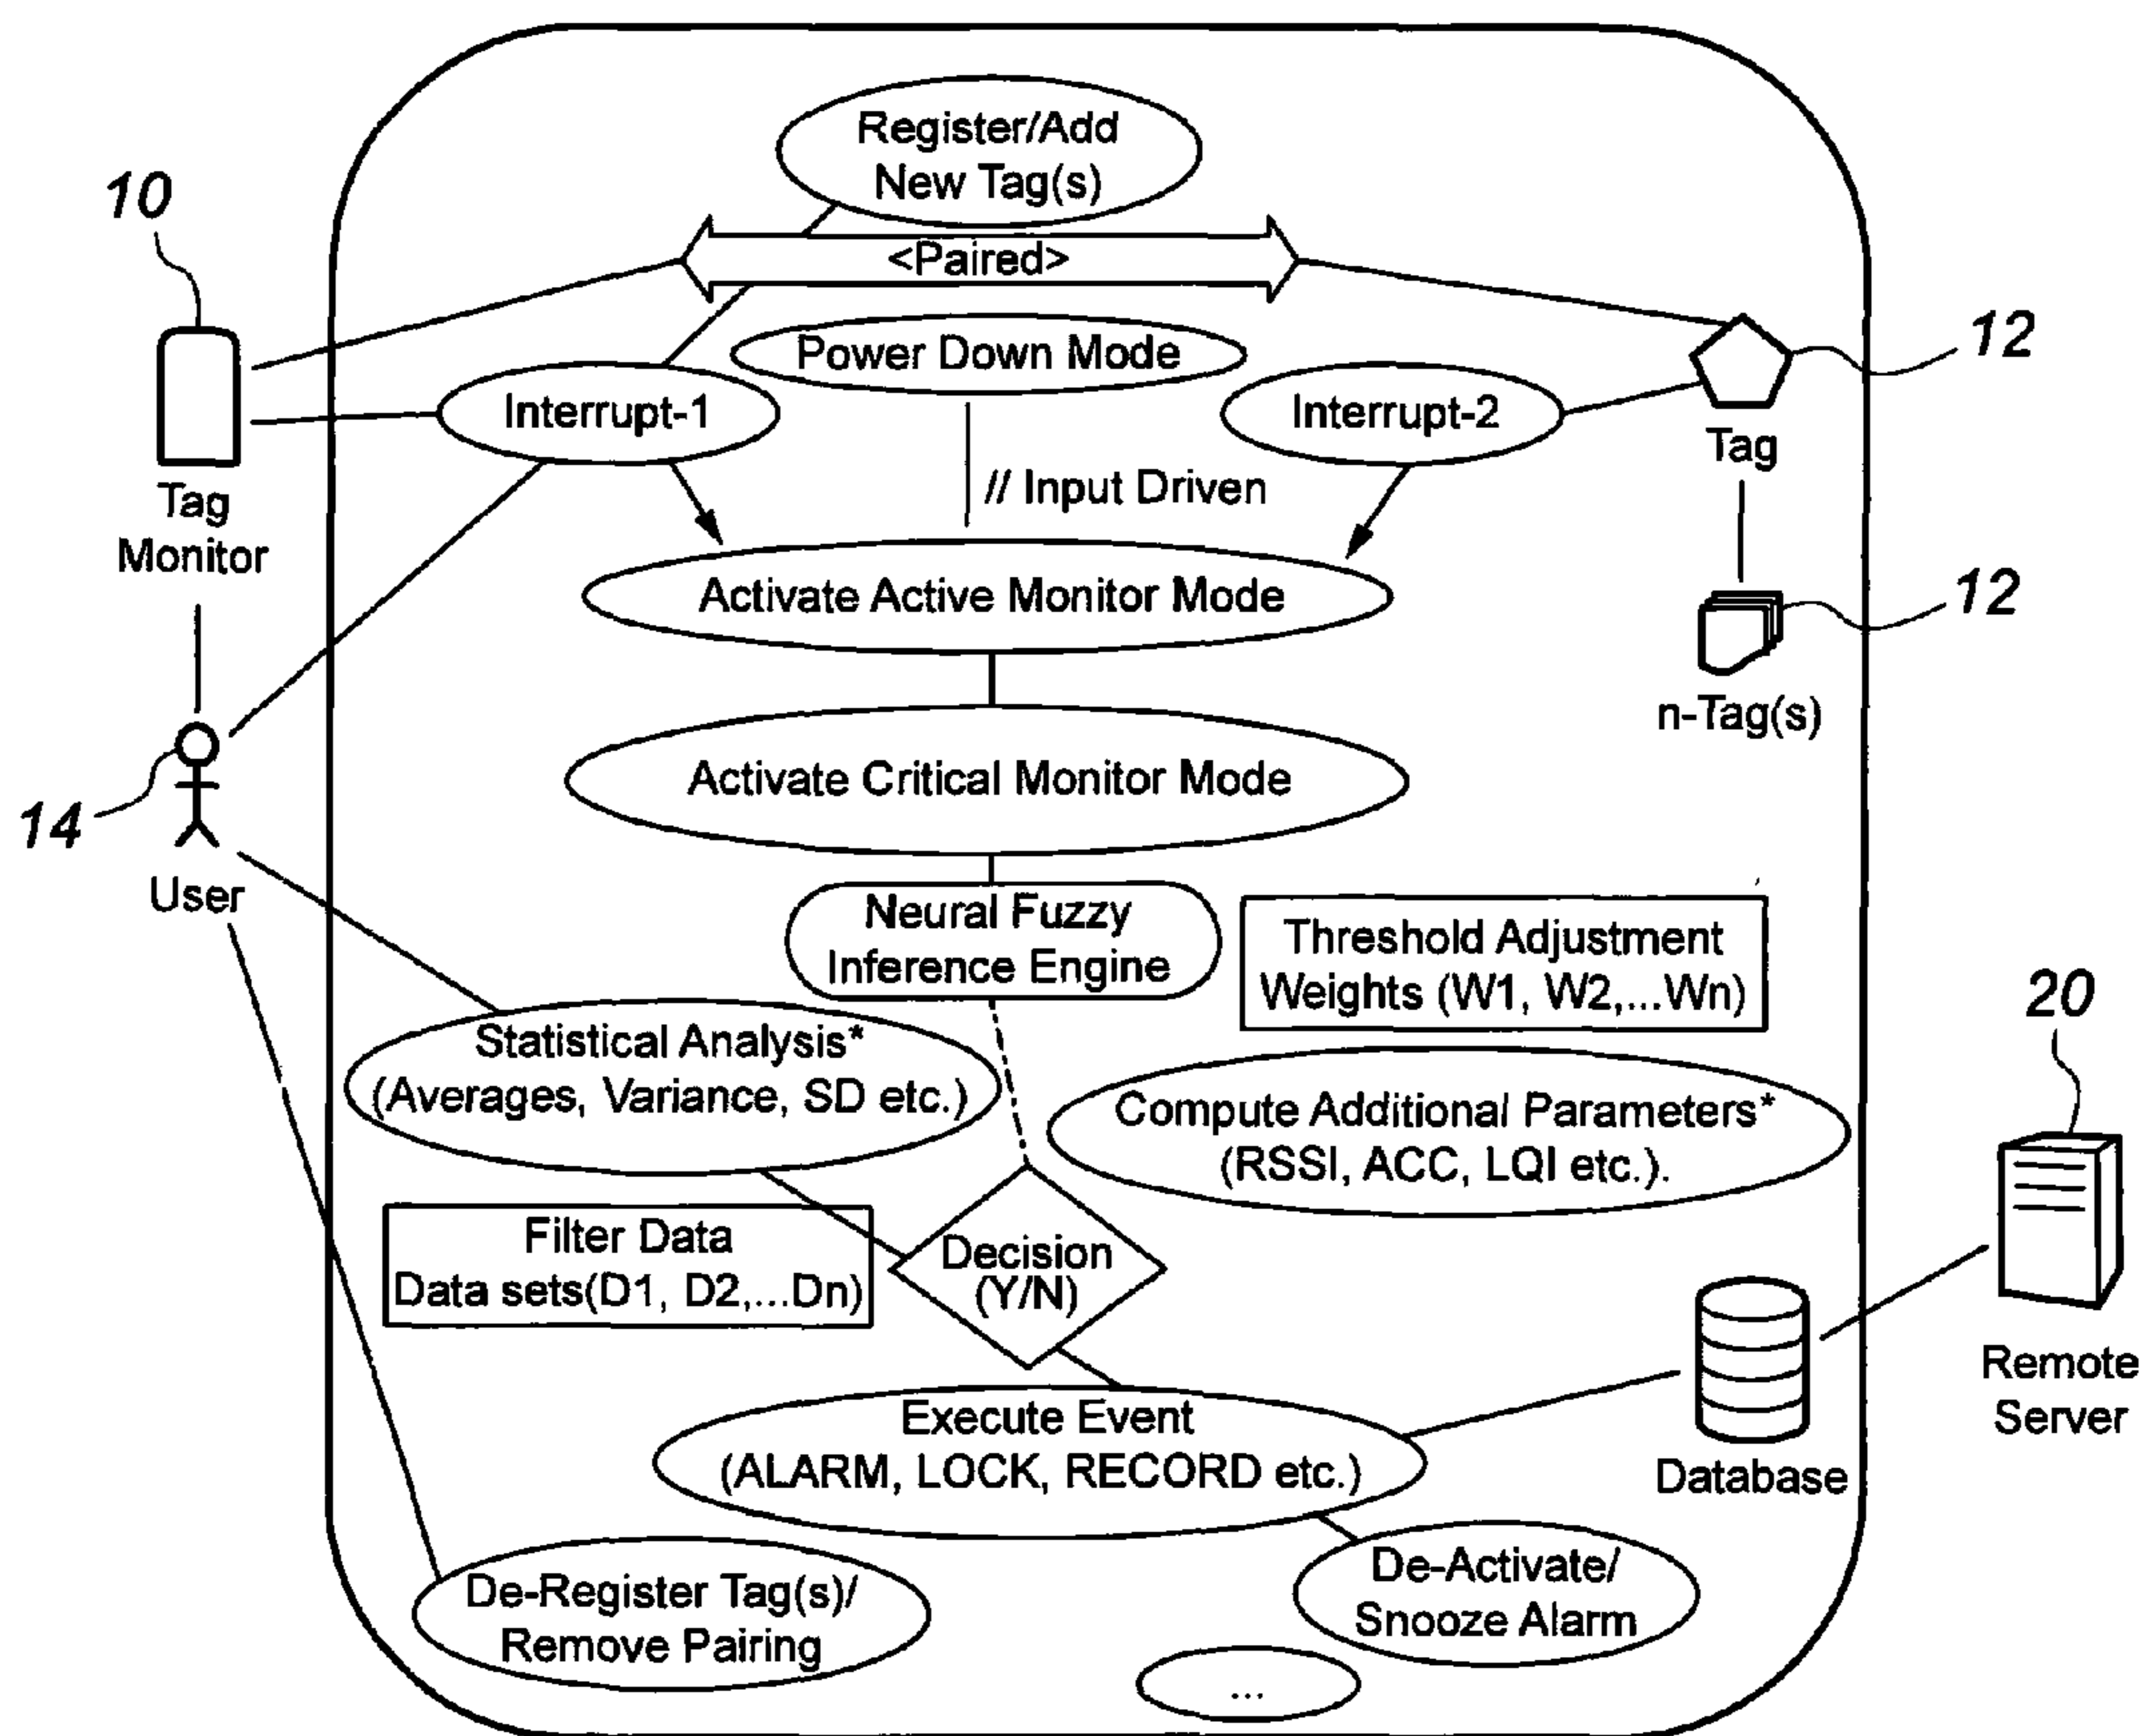 Register/Add
New Tag(s)
10
<Paired>
12
Power Down Mode
Interrupt-1
Interrupt-2
Tag
Tag
Monitor
// Input Driven
Activate Active Monitor Mode
12
n-Tag(s)
Activate Critical Monitor Mode
14
User
Neural Fuzzy
Inference Engine
Threshold Adjustment
Weights (W1, W2,...Wn)
20
Statistical Analysis*
(Averages, Variance, SD etc.)
Compute Additional Parameters*
(RSSI, ACC, LQI etc.).
Filter Data
Data sets(D1, D2,...Dn)
Decision
(Y/N)
Remote
Server
Execute Event
(ALARM, LOCK, RECORD etc.)
Database
De-Register Tag(s)/
Remove Pairing
De-Activate/
Snooze Alarm
...